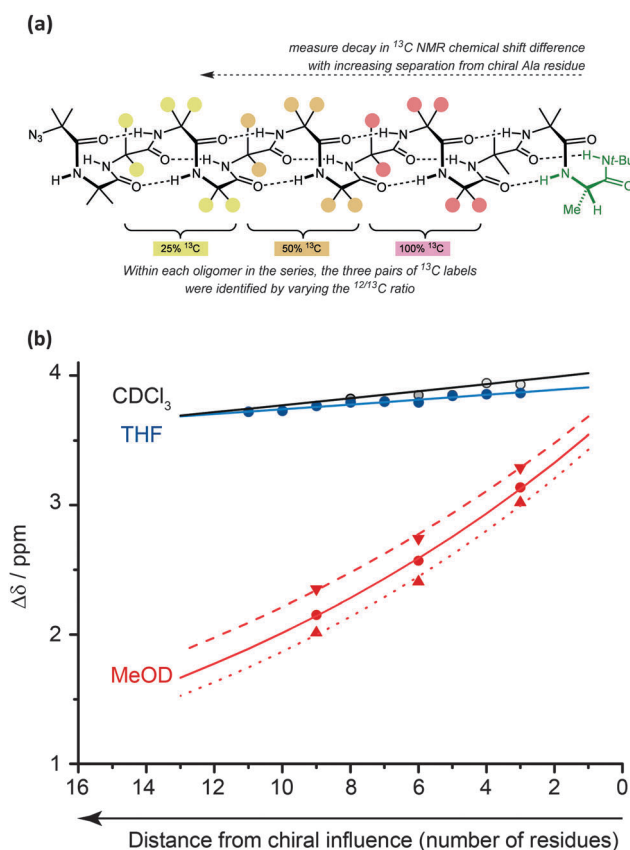 (a)
measure decay in ¹³C NMR chemical shift difference
with increasing separation from chiral Ala residue
N₃ O H N O H N O H N O H N O
H N O H N O H N O H N O H Nt-Bu
N H O H N O H N O H N O H N O
Me H
25% ¹³C 50% ¹³C 100% ¹³C
Within each oligomer in the series, the three pairs of ¹³C labels
were identified by varying the ¹²/¹³C ratio
(b)
4
CDCl₃
THF
3
Δδ / ppm
2
MeOD
1
16 14 12 10 8 6 4 2 0
Distance from chiral influence (number of residues)